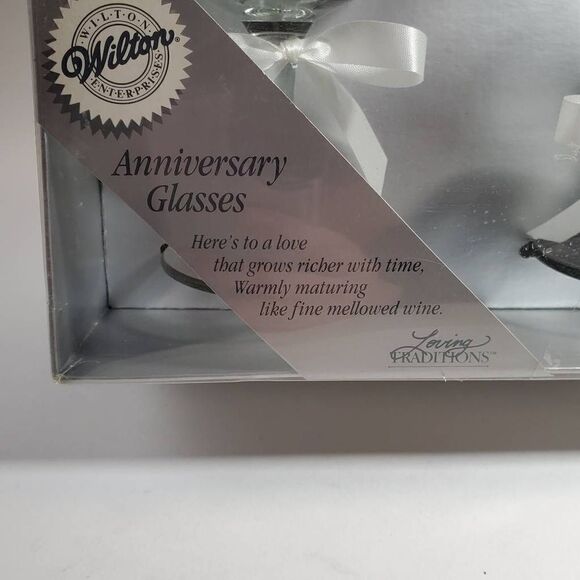 WILTON
Wilton®
ENTERPRISES
Anniversary
Glasses
Here's to a love
that grows richer with time,
Warmly maturing
like fine mellowed wine.
Loving
TRADITIONS™